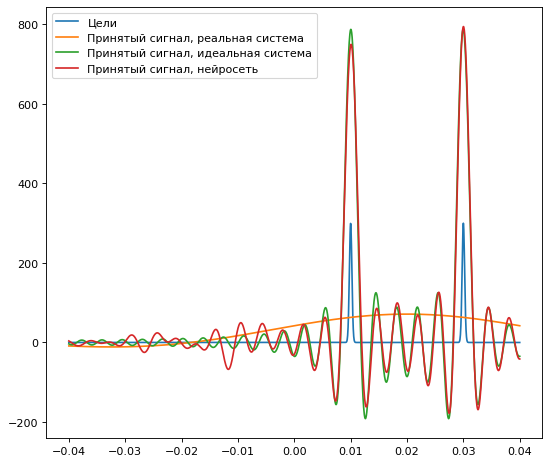 Цели
Принятый сигнал, реальная система
Принятый сигнал, идеальная система
Принятый сигнал, нейросеть
800
600
400
200
0
−200
−0.04 −0.03 −0.02 −0.01 0.00 0.01 0.02 0.03 0.04